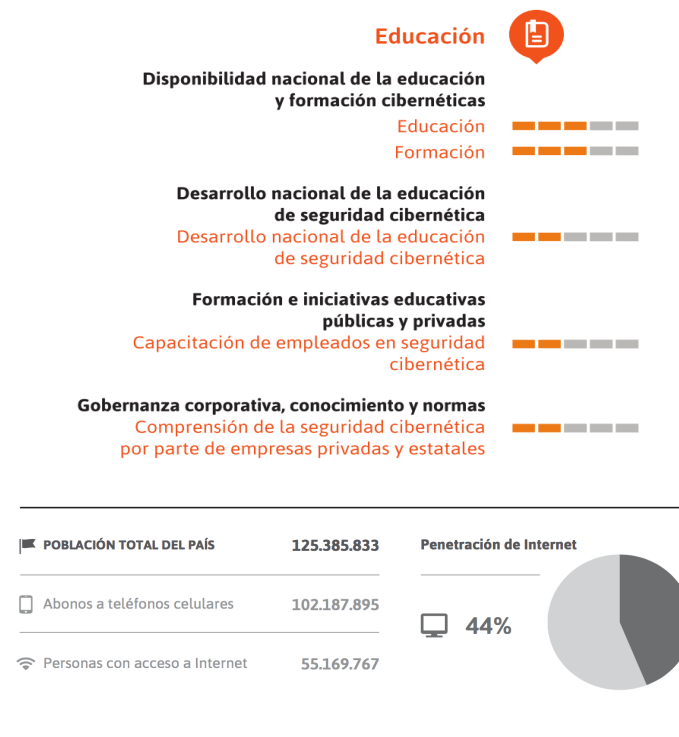 Educación
Disponibilidad nacional de la educación
y formación cibernéticas
Educación
Formación
Desarrollo nacional de la educación
de seguridad cibernética
Desarrollo nacional de la educación
de seguridad cibernética
Formación e iniciativas educativas
públicas y privadas
Capacitación de empleados en seguridad
cibernética
Gobernanza corporativa, conocimiento y normas
Comprensión de la seguridad cibernética
por parte de empresas privadas y estatales
POBLACIÓN TOTAL DEL PAÍS 125.385.833
Abonos a teléfonos celulares 102.187.895
Personas con acceso a Internet 55.169.767
Penetración de Internet
44%